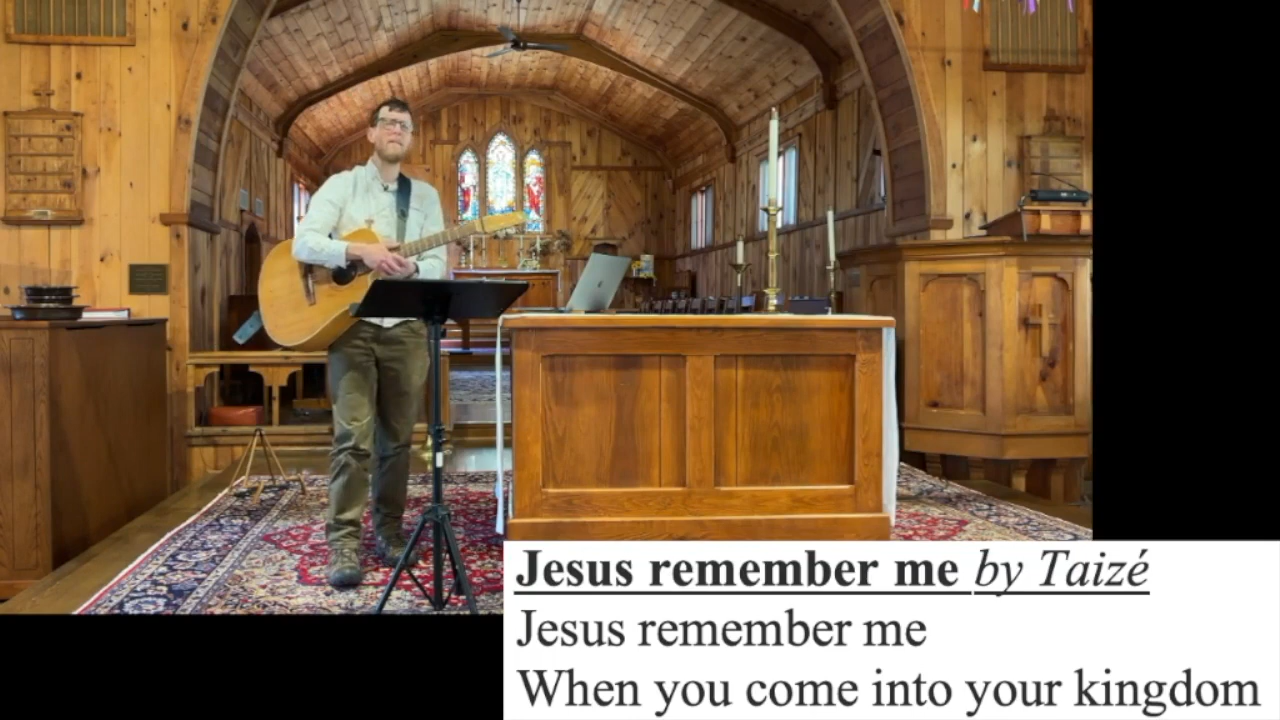 Jesus remember me by Taizé
Jesus remember me
When you come into your kingdom